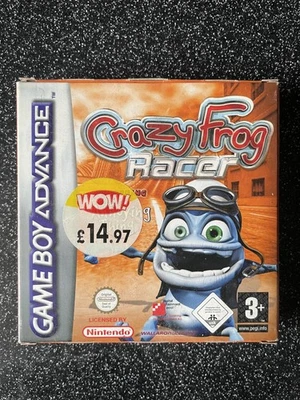 GAME BOY ADVANCE
Crazy Frog
Racer
WOW!
£14.97
LICENSED BY
Nintendo
3+
www.pegi.info